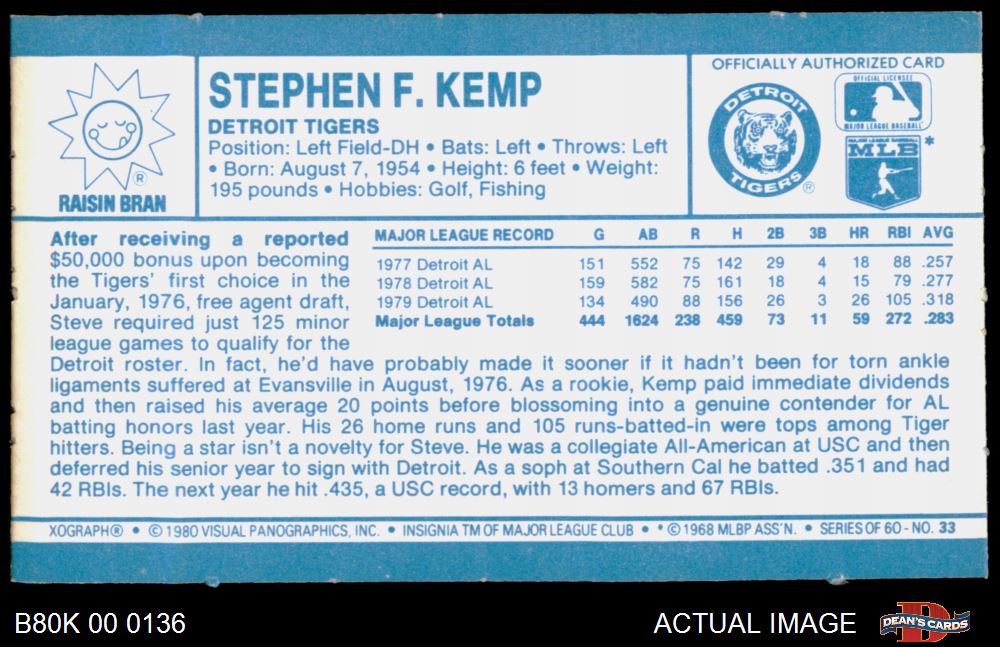 RAISIN BRAN
®
STEPHEN F. KEMP
DETROIT TIGERS
Position: Left Field-DH • Bats: Left • Throws: Left
• Born: August 7, 1954 • Height: 6 feet • Weight:
195 pounds • Hobbies: Golf, Fishing
OFFICIALLY AUTHORIZED CARD
DETROIT
TIGERS ®
OFFICIAL LICENSEE
MAJOR LEAGUE BASEBALL
MAJOR LEAGUE BASEBALL
MLB *
After receiving a reported
$50,000 bonus upon becoming
the Tigers' first choice in the
January, 1976, free agent draft,
Steve required just 125 minor
league games to qualify for the
MAJOR LEAGUE RECORD G AB R H 2B 3B HR RBI AVG
1977 Detroit AL 151 552 75 142 29 4 18 88 .257
1978 Detroit AL 159 582 75 161 18 4 15 79 .277
1979 Detroit AL 134 490 88 156 26 3 26 105 .318
Major League Totals 444 1624 238 459 73 11 59 272 .283
Detroit roster. In fact, he'd have probably made it sooner if it hadn't been for torn ankle
ligaments suffered at Evansville in August, 1976. As a rookie, Kemp paid immediate dividends
and then raised his average 20 points before blossoming into a genuine contender for AL
batting honors last year. His 26 home runs and 105 runs-batted-in were tops among Tiger
hitters. Being a star isn't a novelty for Steve. He was a collegiate All-American at USC and then
deferred his senior year to sign with Detroit. As a soph at Southern Cal he batted .351 and had
42 RBIs. The next year he hit .435, a USC record, with 13 homers and 67 RBIs.
XOGRAPH® • © 1980 VISUAL PANOGRAPHICS, INC. • INSIGNIA TM OF MAJOR LEAGUE CLUB • * © 1968 MLBP ASS'N. • SERIES OF 60 - NO. 33
B80K 00 0136
ACTUAL IMAGE
D
DEAN'S CARDS